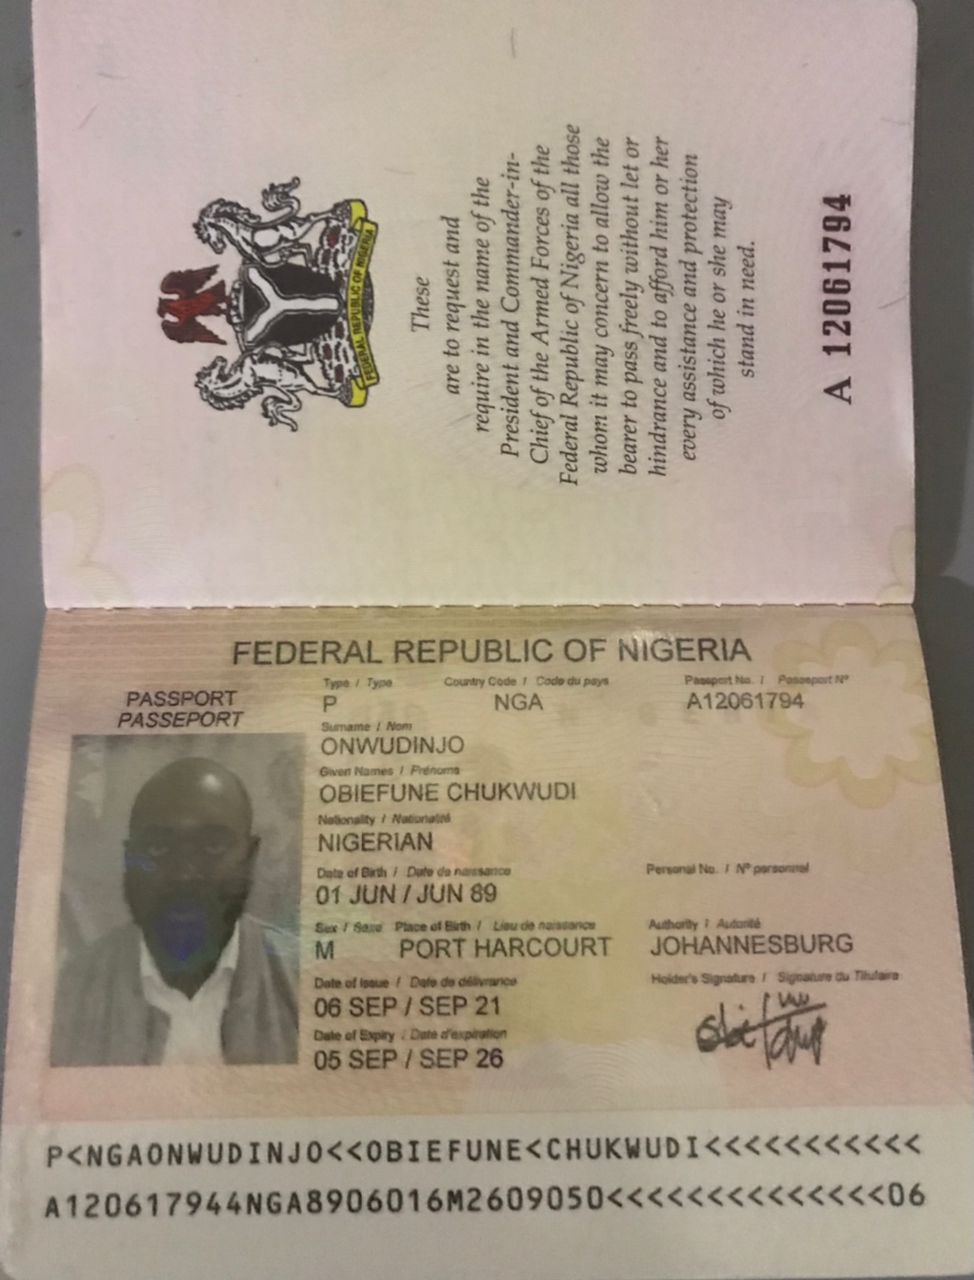 FEDERAL REPUBLIC OF NIGERIA
These
are to request and
require in the name of the
President and Commander-in-
Chief of the Armed Forces of the
Federal Republic of Nigeria all those
whom it may concern to allow the
bearer to pass freely without let or
hindrance and to afford him or her
every assistance and protection
of which he or she may
stand in need.
A 12061794
FEDERAL REPUBLIC OF NIGERIA
PASSPORT
PASSEPORT
Type / Type Country Code / Code du pays Passport No. / Passeport N°
P NGA A12061794
Surname / Nom
ONWUDINJO
Given Names / Prénoms
OBIEFUNE CHUKWUDI
Nationality / Nationalité
NIGERIAN
Date of Birth / Date de naissance Personal No. / N° personnal
01 JUN / JUN 89
Sex / Sexe Place of Birth / Lieu de naissance Authority / Autorité
M PORT HARCOURT JOHANNESBURG
Date of Issue / Date de délivrance Holder's Signature / Signature du Titulaire
06 SEP / SEP 21
Date of Expiry / Date d'expiration
05 SEP / SEP 26
P<NGAONWUDINJO<<OBIEFUNE<CHUKWUDI<<<<<<<<<<<
A120617944NGA8906016M2609050<<<<<<<<<<<<<<06